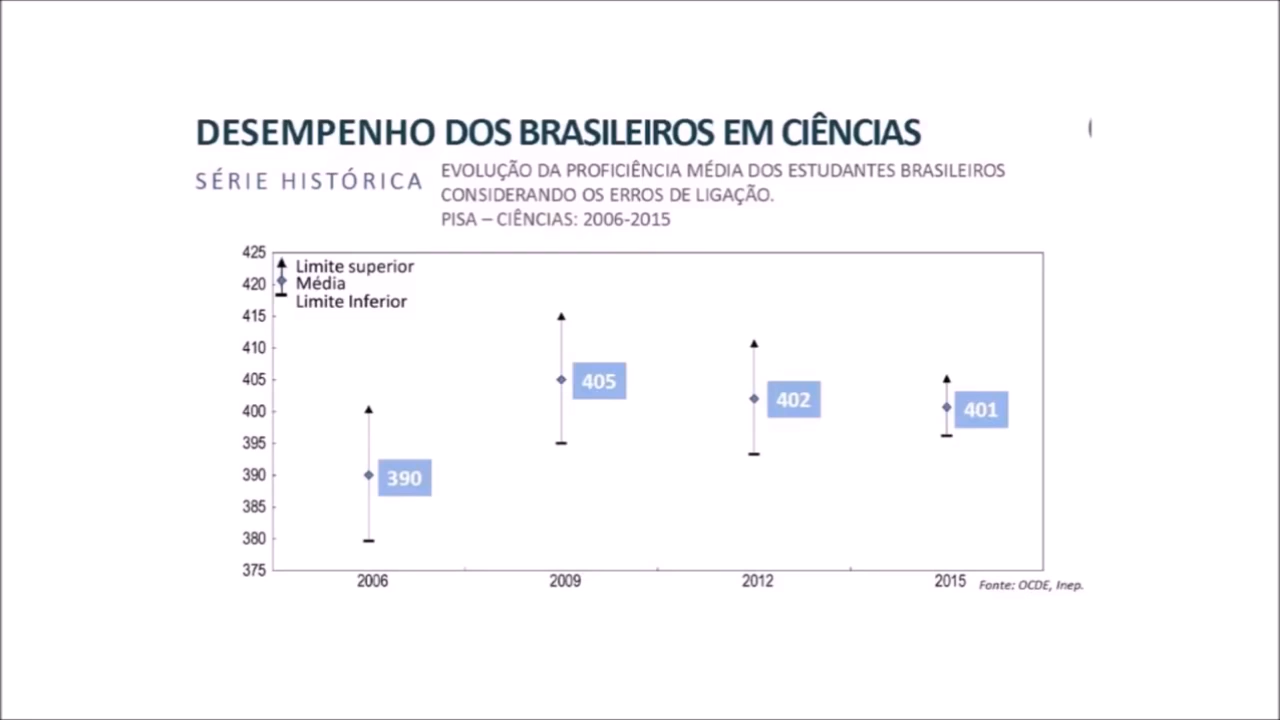 DESEMPENHO DOS BRASILEIROS EM CIÊNCIAS
SÉRIE HISTÓRICA
EVOLUÇÃO DA PROFICIÊNCIA MÉDIA DOS ESTUDANTES BRASILEIROS
CONSIDERANDO OS ERROS DE LIGAÇÃO.
PISA – CIÊNCIAS: 2006-2015
425
420
415
410
405
400
395
390
385
380
375
Limite superior
Média
Limite Inferior
390
405
402
401
2006
2009
2012
2015
Fonte: OCDE, Inep.